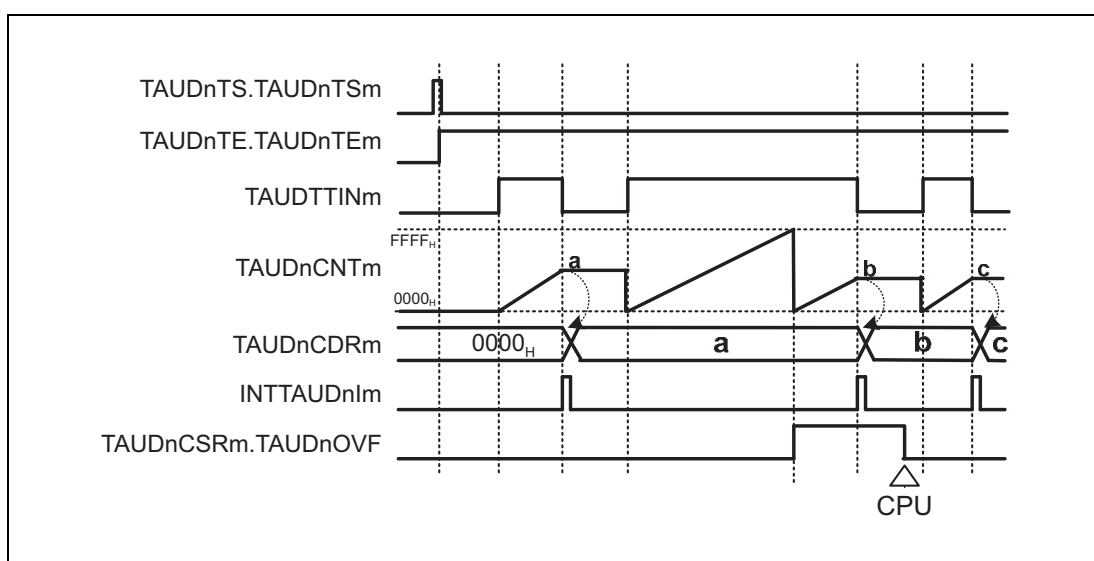 TAUDnTS.TAUDnTSm
TAUDnTE.TAUDnTEm
TAUDTTINm
FFFFH
TAUDnCNTm
a
b
c
0000H
TAUDnCDRm
0000H
a
b
c
INTTAUDnIm
TAUDnCSRm.TAUDnOVF
CPU